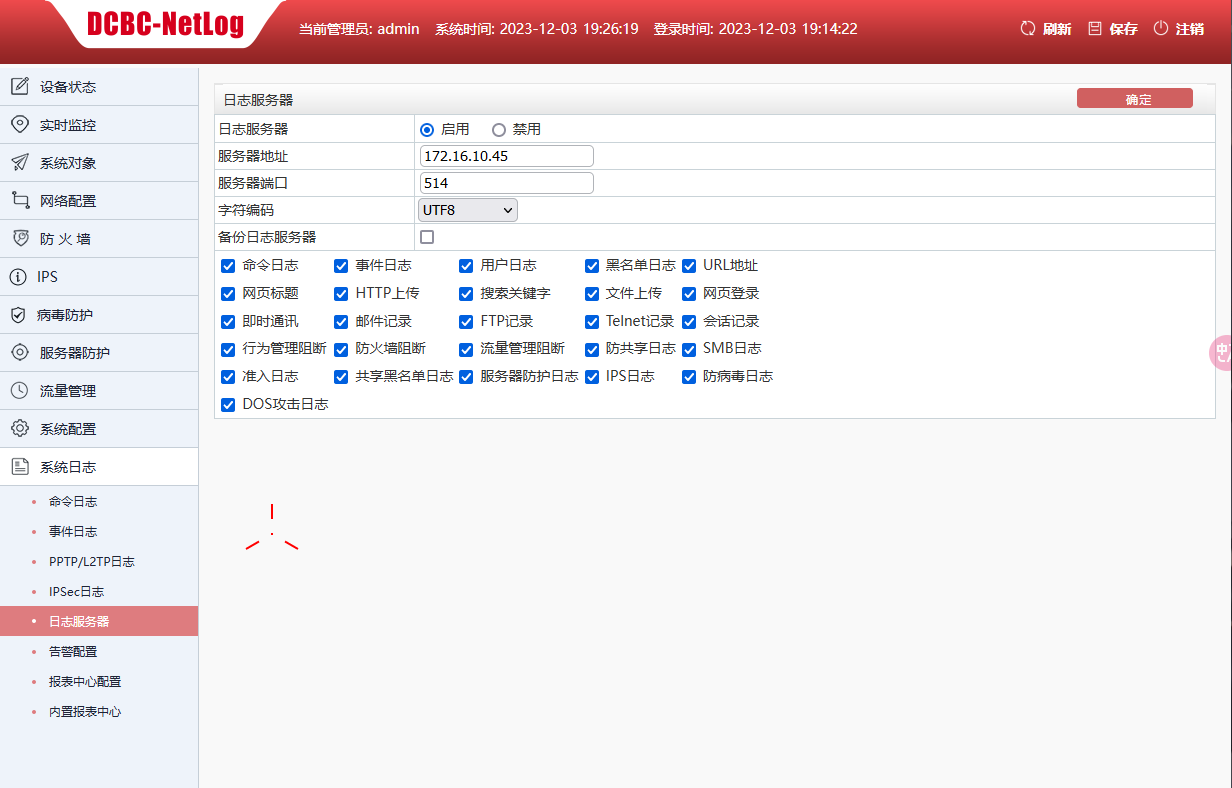 DCBC-NetLog
当前管理员: admin 系统时间: 2023-12-03 19:26:19 登录时间: 2023-12-03 19:14:22
刷新 保存 注销
设备状态
实时监控
系统对象
网络配置
防 火 墙
IPS
病毒防护
服务器防护
流量管理
系统配置
系统日志
命令日志
事件日志
PPTP/L2TP日志
IPSec日志
日志服务器
告警配置
报表中心配置
内置报表中心
日志服务器 确定
日志服务器 启用 禁用
服务器地址 172.16.10.45
服务器端口 514
字符编码 UTF8
备份日志服务器
命令日志 事件日志 用户日志 黑名单日志 URL地址
网页标题 HTTP上传 搜索关键字 文件上传 网页登录
即时通讯 邮件记录 FTP记录 Telnet记录 会话记录
行为管理阻断 防火墙阻断 流量管理阻断 防共享日志 SMB日志
准入日志 共享黑名单日志 服务器防护日志 IPS日志 防病毒日志
DOS攻击日志